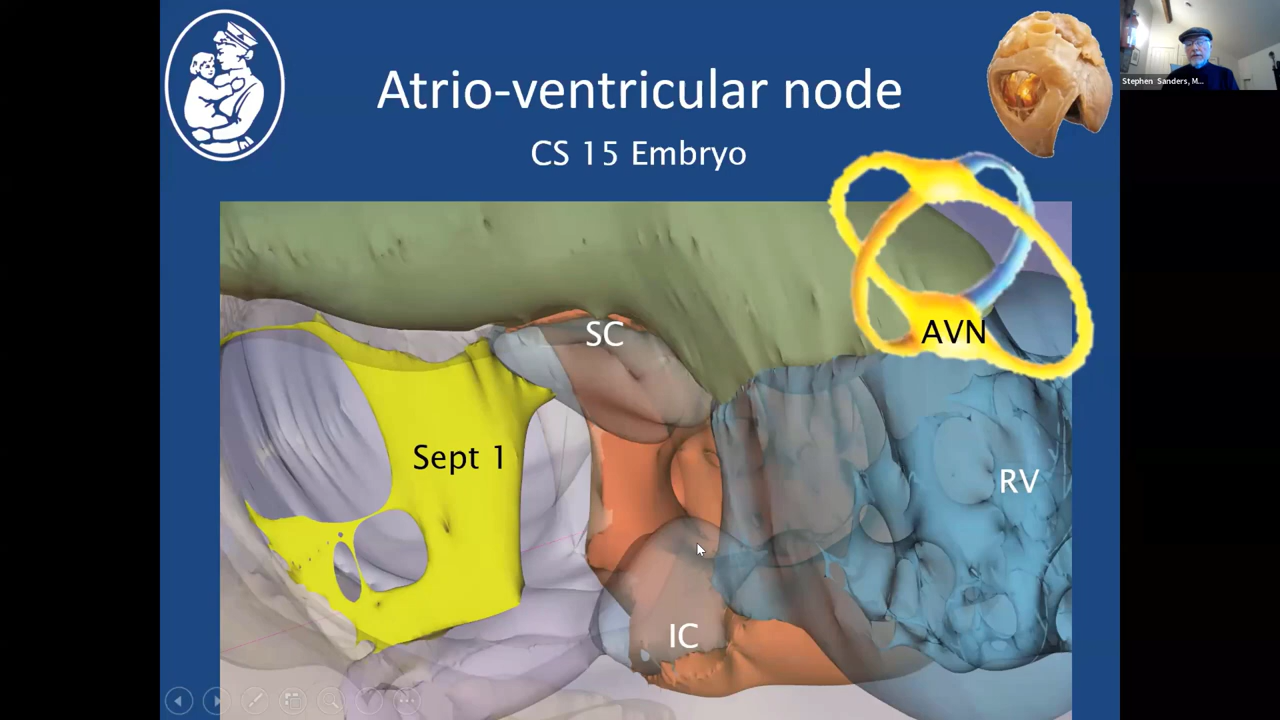 Atrio-ventricular node
CS 15 Embryo
Stephen Sanders, M...
AVN
SC
Sept 1
RV
IC